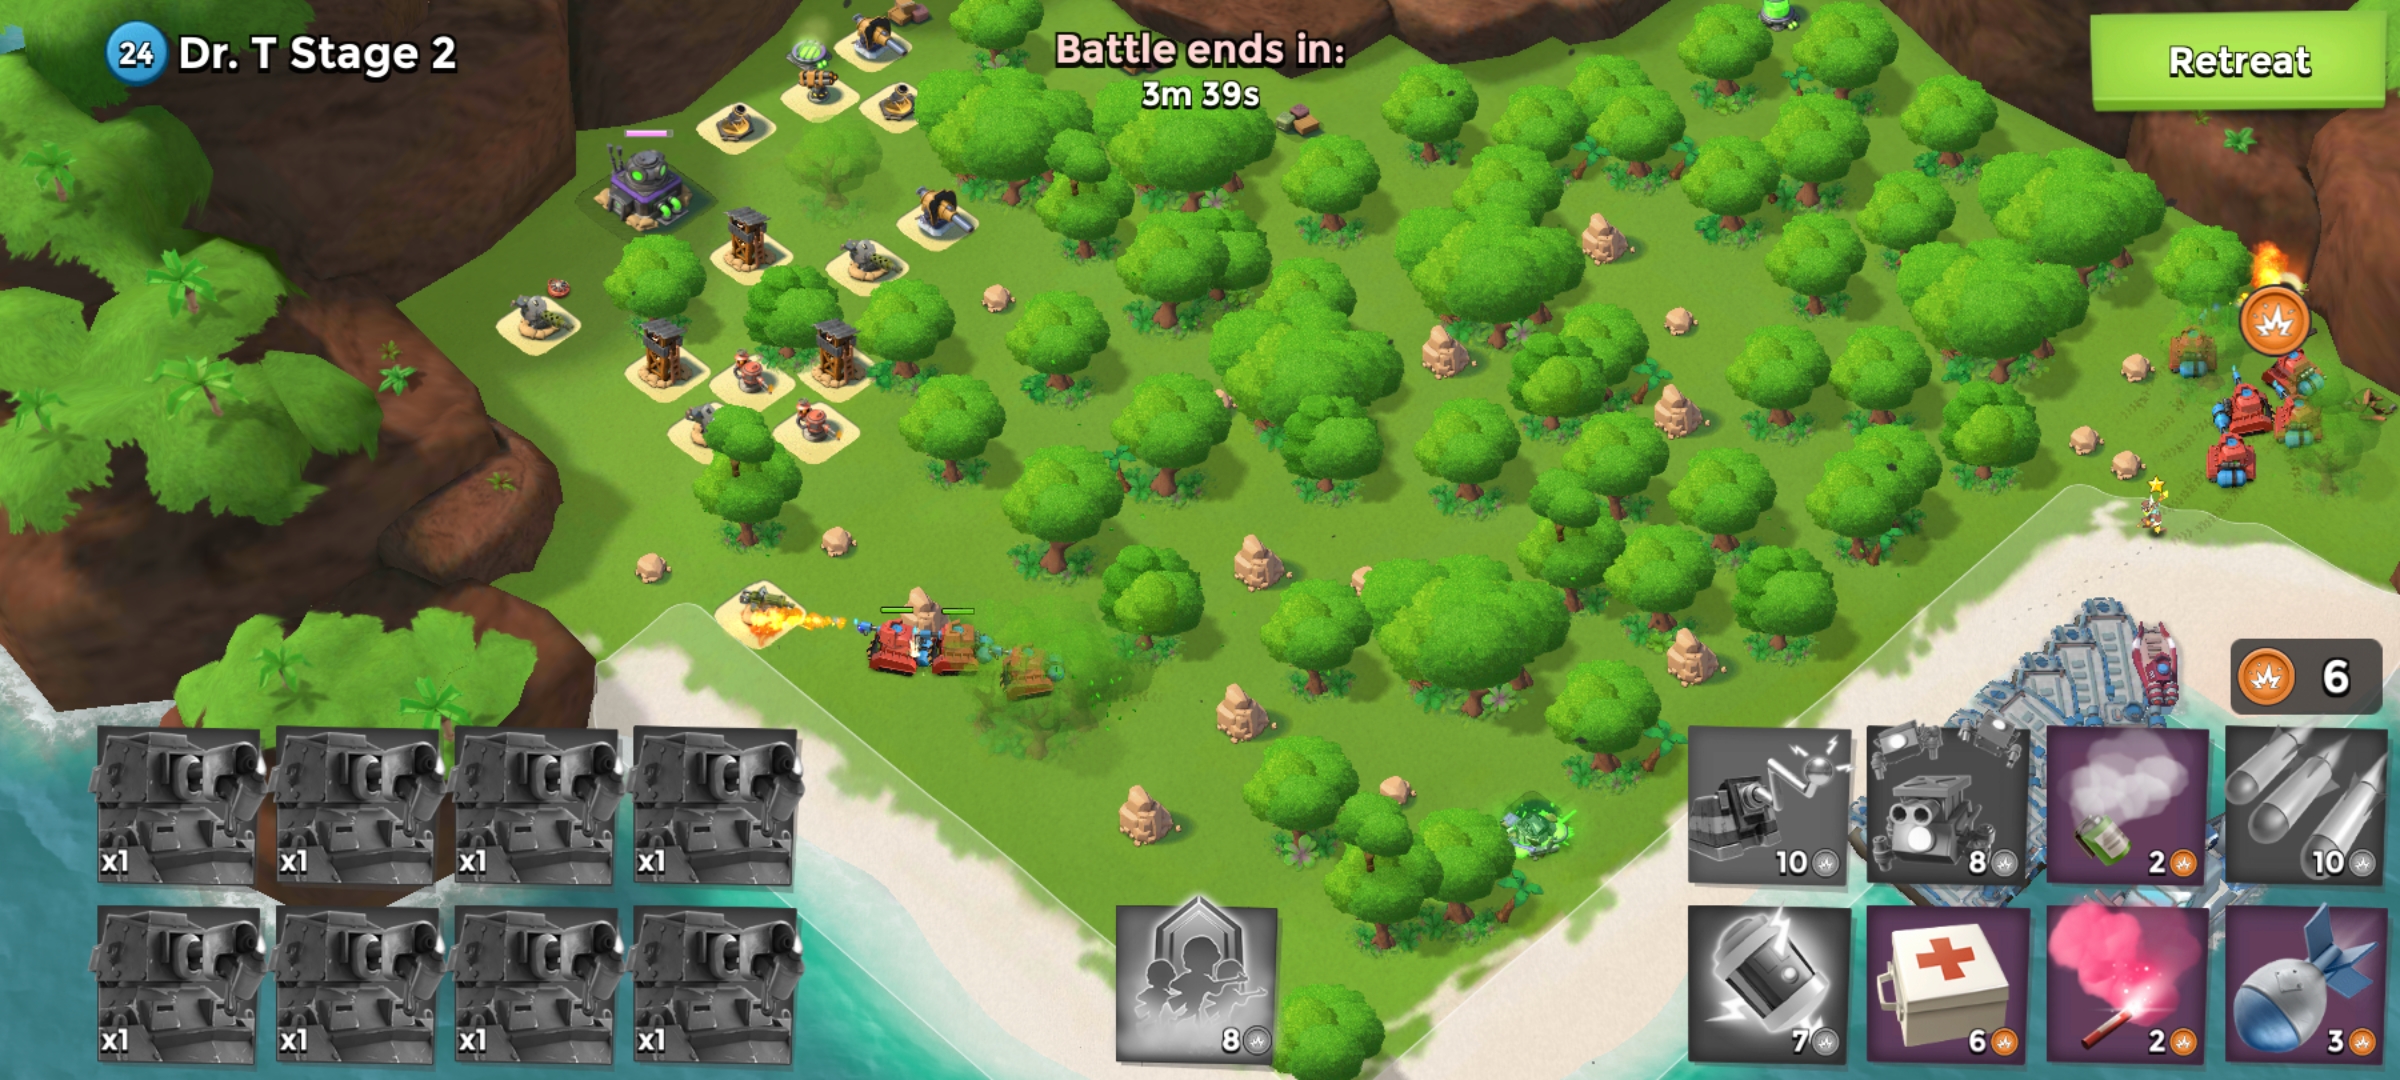 24 Dr. T Stage 2
Battle ends in:
3m 39s
Retreat
6
x1 x1 x1 x1
10 8 2 10
x1 x1 x1 x1
8
7 6 2 3